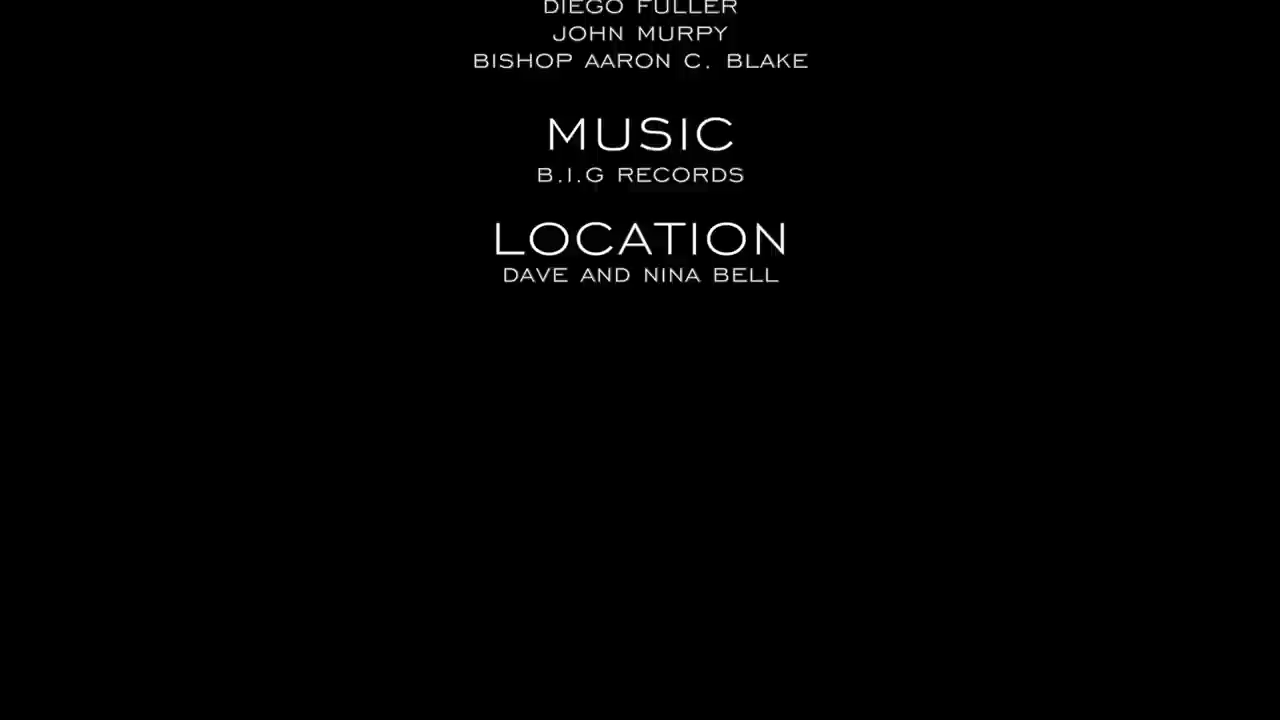 DIEGO FULLER
JOHN MURPY
BISHOP AARON C. BLAKE
MUSIC
B.I.G RECORDS
LOCATION
DAVE AND NINA BELL